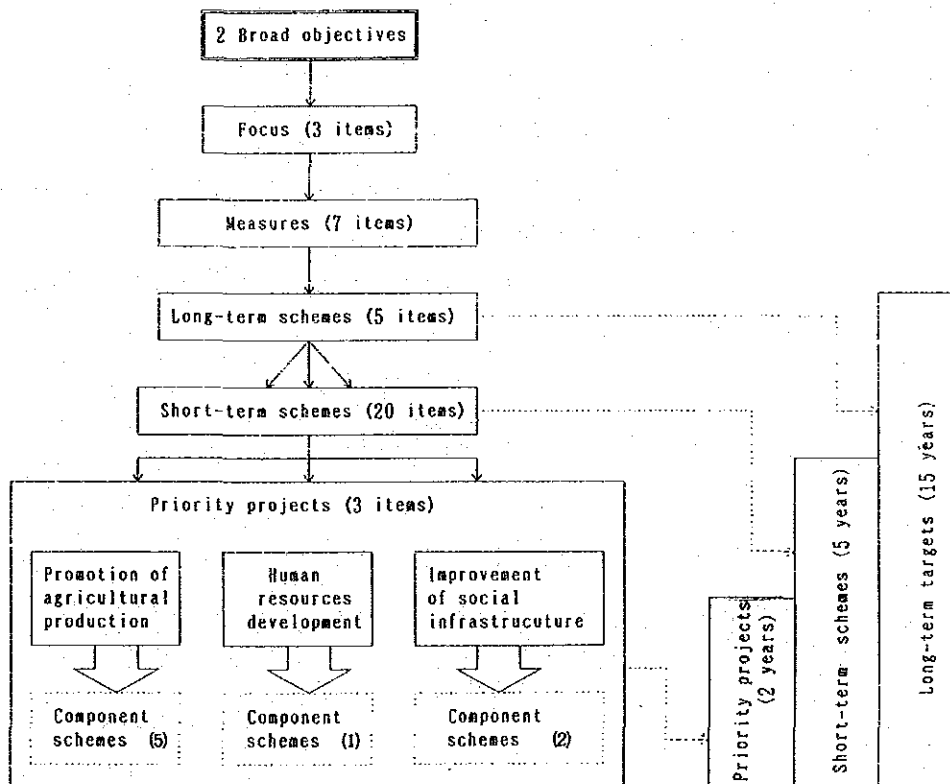 2 Broad objectives
Focus (3 items)
Measures (7 items)
Long-term schemes (5 items)
Short-term schemes (20 items)
Priority projects (3 items)
Promotion of
agricultural
production
Human
resources
development
Improvement
of social
infrastrucuture
Component
schemes (5)
Component
schemes (1)
Component
schemes (2)
Priority projects
(2 years)
Short-term schemes (5 years)
Long-term targets (15 years)